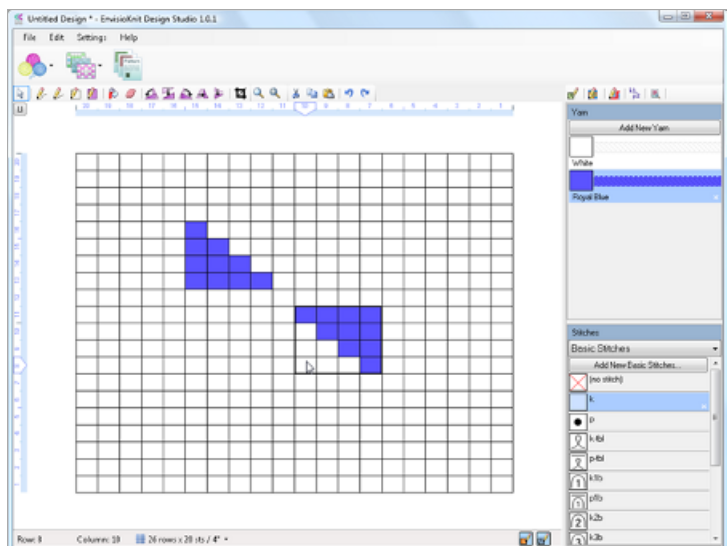 Untitled Design * - EnvisioKnit Design Studio 1.0.1
File Edit Settings Help
Yarn
Add New Yarn
White
Royal Blue
Stitches
Basic Stitches
Add New Basic Stitches...
(no stitch)
k
p
k-tbl
p-tbl
k1b
p1b
k2b
k3b
Row: 8 Column: 10 26 rows x 20 sts / 4"